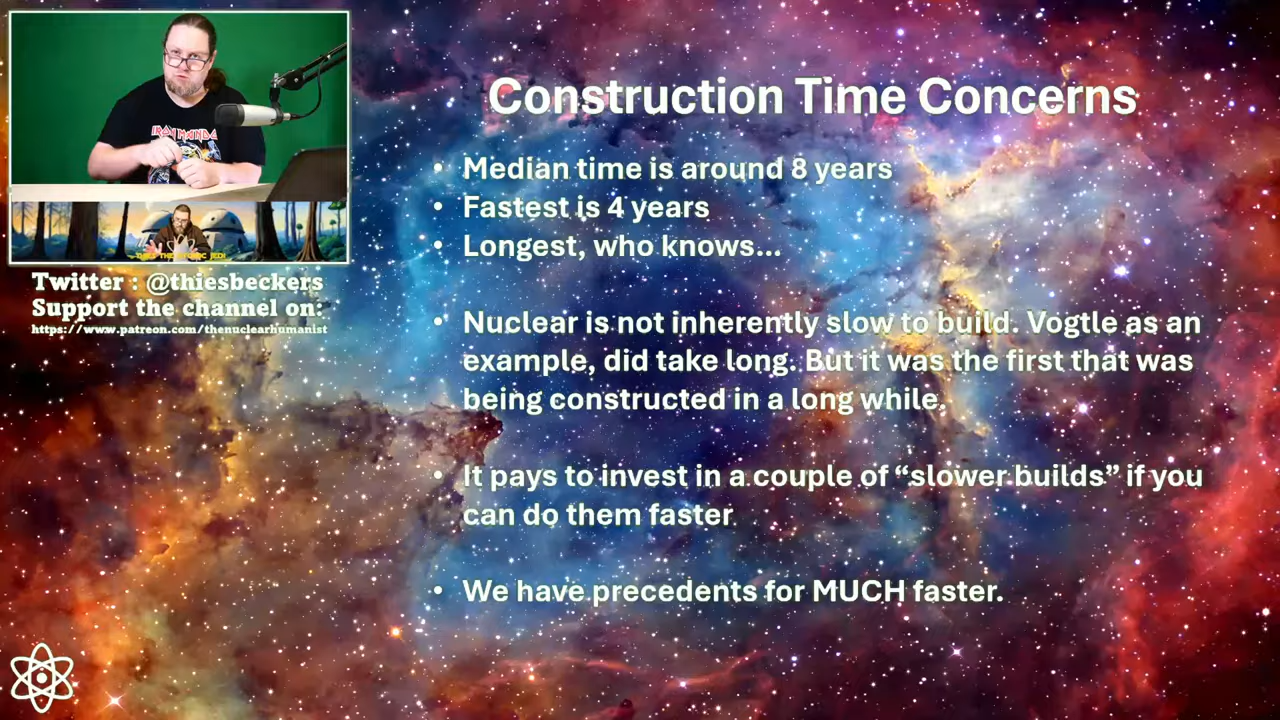 IRON MAIDEN
Twitter : @thiesbeckers
Support the channel on:
https://www.patreon.com/thenuclearhumanist
Construction Time Concerns
• Median time is around 8 years
• Fastest is 4 years
• Longest, who knows...
• Nuclear is not inherently slow to build. Vogtle as an
example, did take long. But it was the first that was
being constructed in a long while.
• It pays to invest in a couple of “slower builds” if you
can do them faster
• We have precedents for MUCH faster.